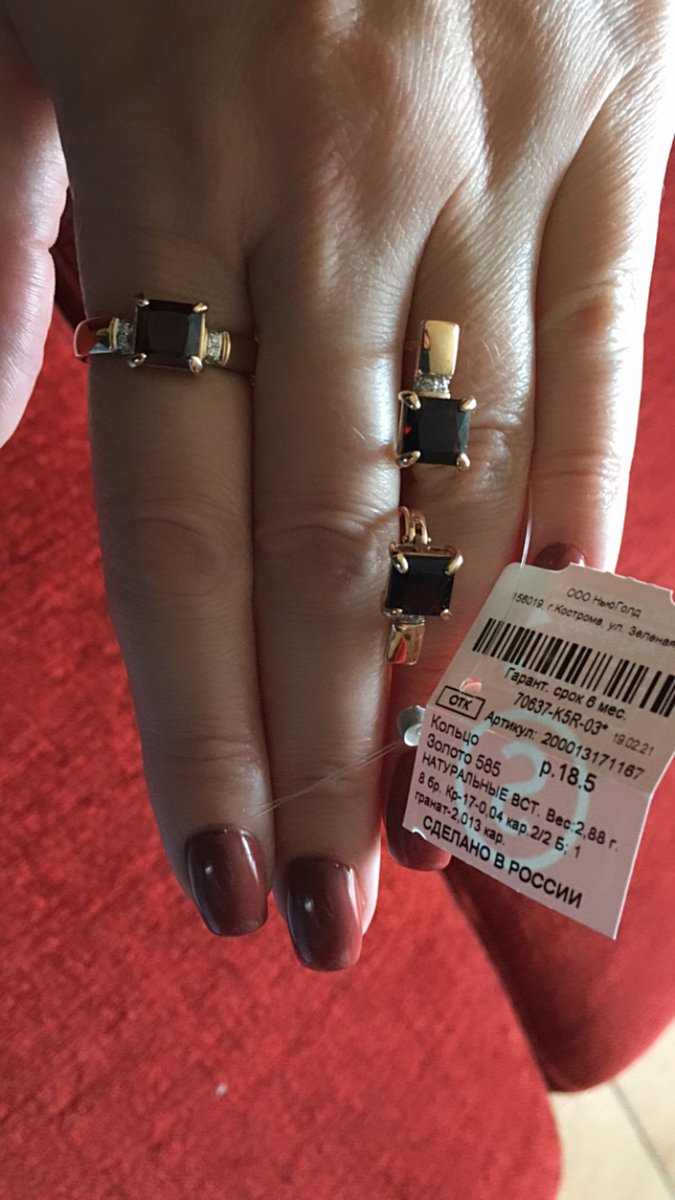 ООО НьюГолд
156019, г. Кострома, ул. Зеленая
Гарант. срок 6 мес.
70637-К5R-03* 19.02.21
ОТК Артикул: 200013171167
Кольцо р.18.5
Золото 585
НАТУРАЛЬНЫЕ ВСТ. Вес:2,88 г.
8 бр. Кр-17-0,04 кар.2/2 Б; 1
гранат-2,013 кар.
СДЕЛАНО В РОССИИ